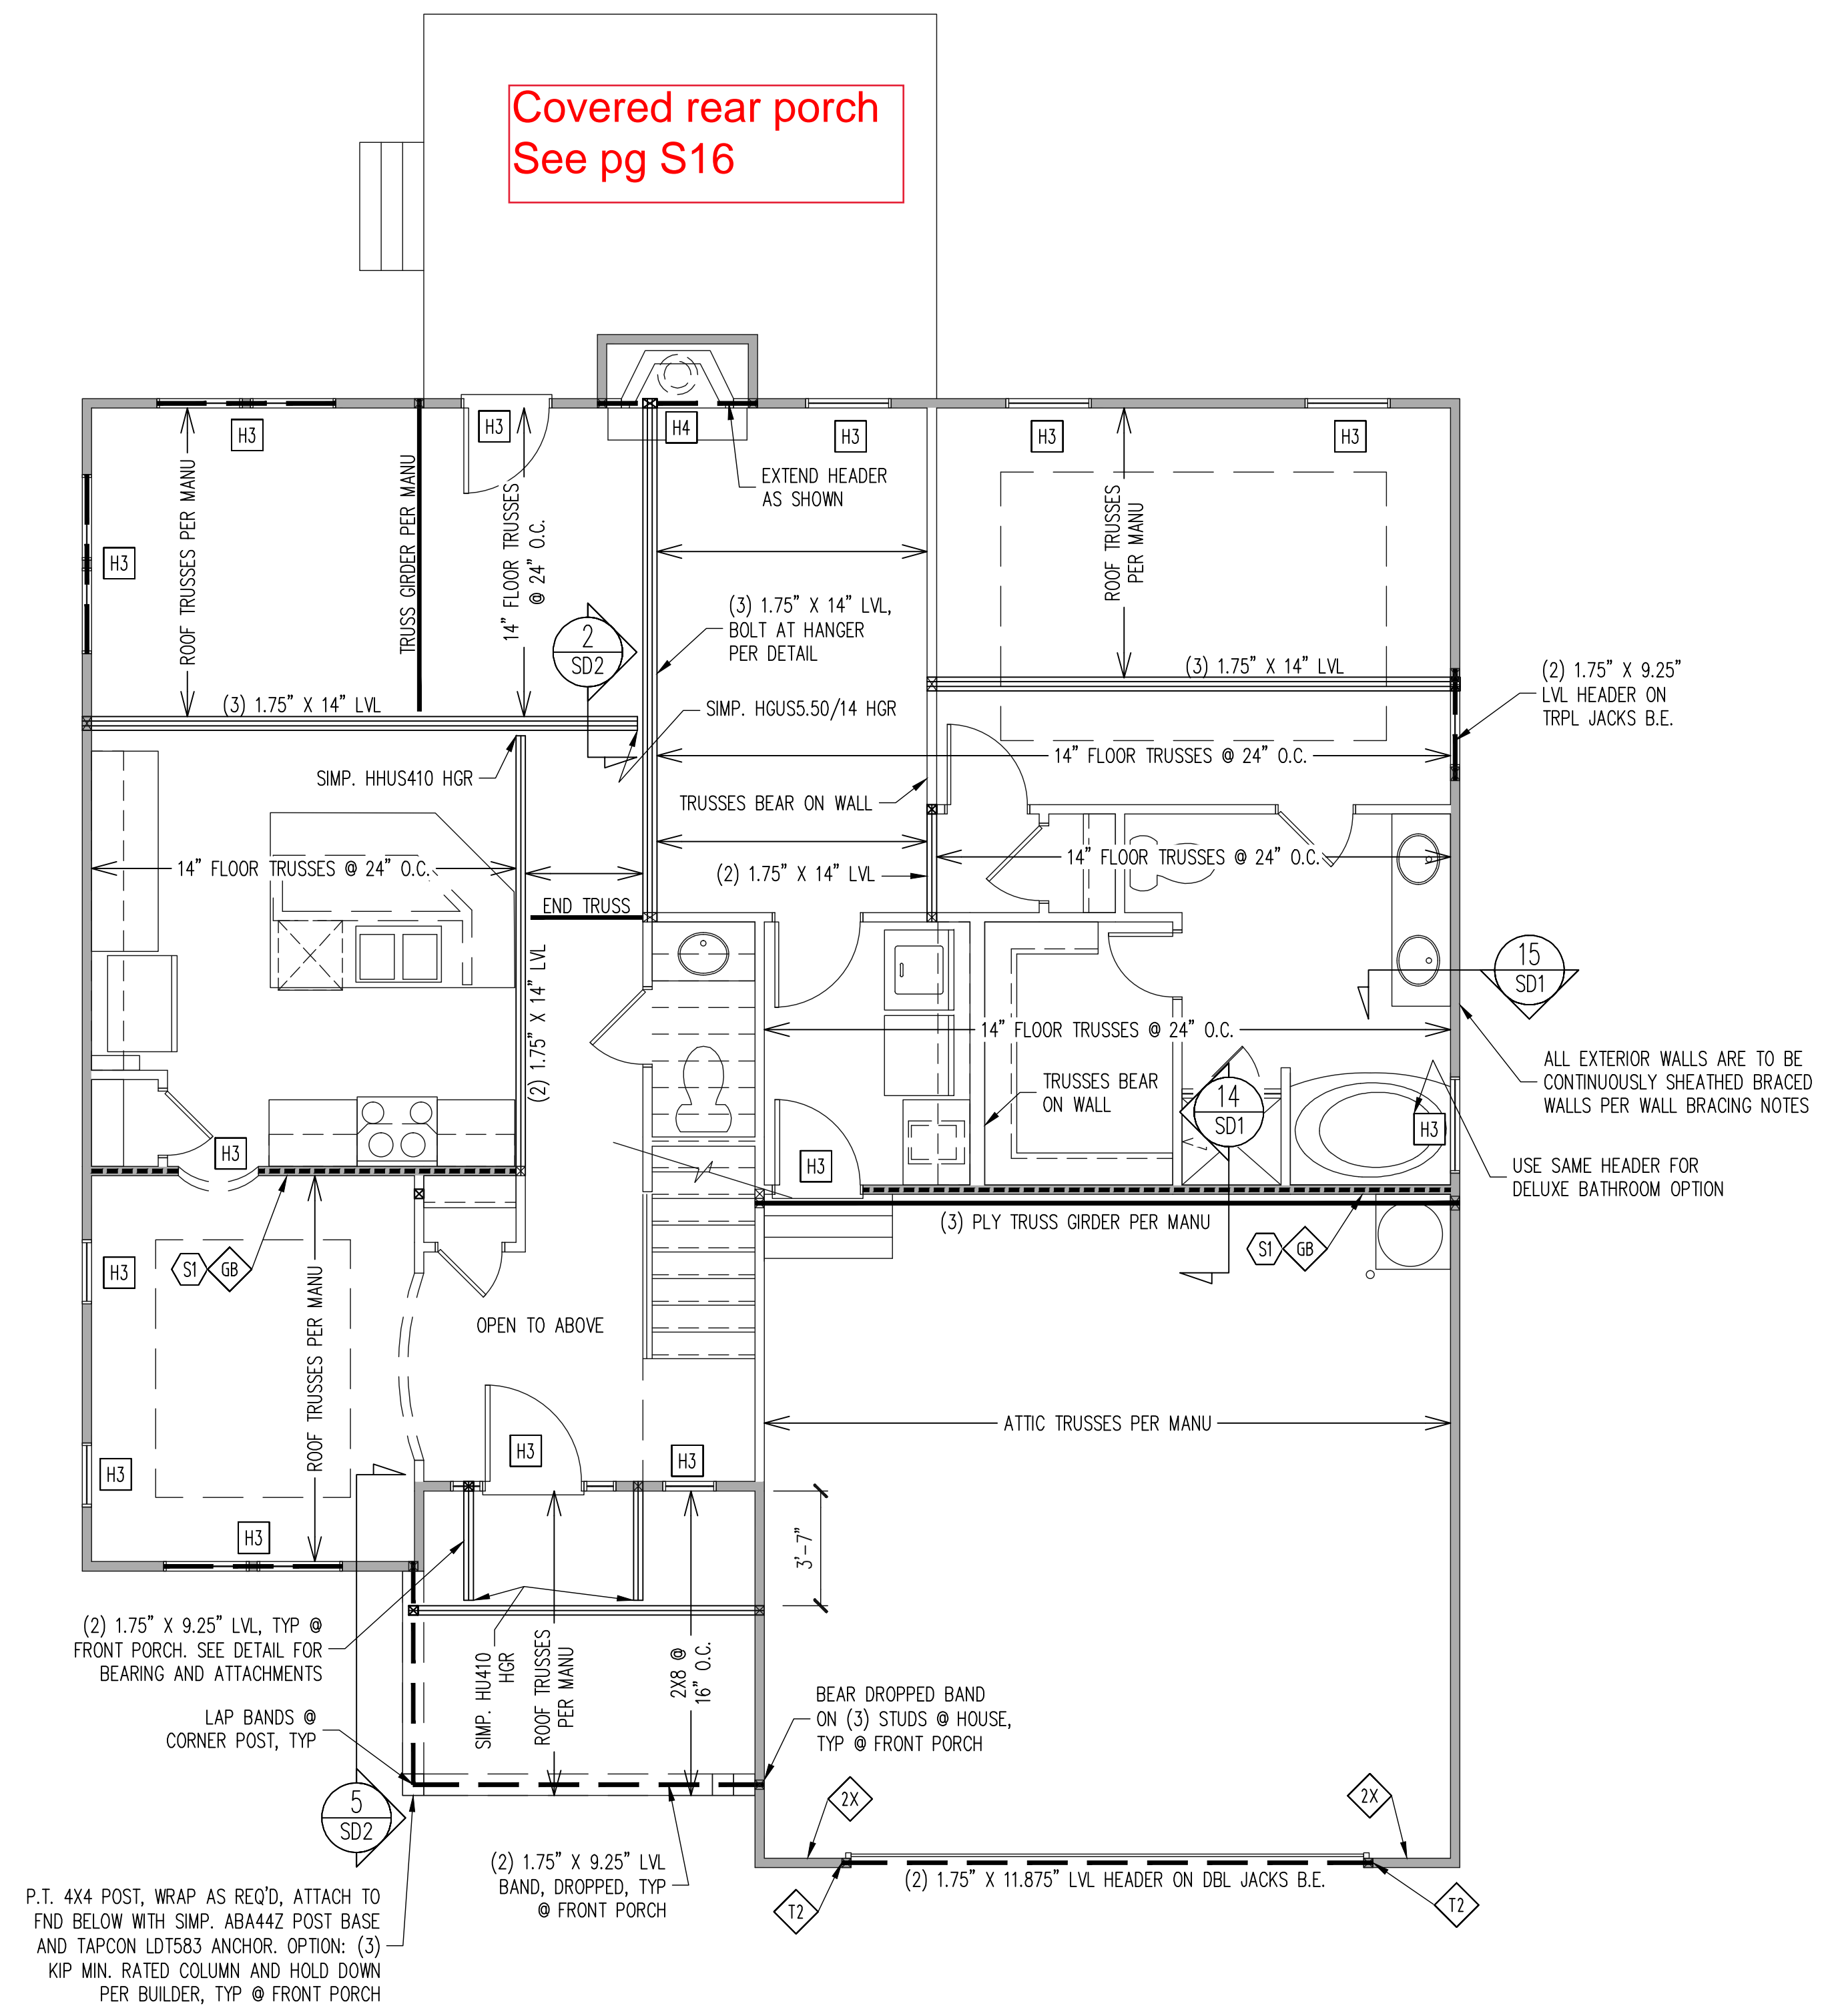 Covered rear porch
See pg S16
H3
H3
H4
H3
H3
H3
EXTEND HEADER
AS SHOWN
ROOF TRUSSES PER MANU
TRUSS GIRDER PER MANU
14" FLOOR TRUSSES
@ 24" O.C.
ROOF TRUSSES
PER MANU
H3
2
SD2
(3) 1.75" X 14" LVL,
BOLT AT HANGER
PER DETAIL
(3) 1.75" X 14" LVL
(2) 1.75" X 9.25"
LVL HEADER ON
TRPL JACKS B.E.
(3) 1.75" X 14" LVL
SIMP. HGUS5.50/14 HGR
14" FLOOR TRUSSES @ 24" O.C.
SIMP. HHUS410 HGR
TRUSSES BEAR ON WALL
14" FLOOR TRUSSES @ 24" O.C.
14" FLOOR TRUSSES @ 24" O.C.
(2) 1.75" X 14" LVL
END TRUSS
(2) 1.75" X 14" LVL
15
SD1
14" FLOOR TRUSSES @ 24" O.C.
ALL EXTERIOR WALLS ARE TO BE
CONTINUOUSLY SHEATHED BRACED
WALLS PER WALL BRACING NOTES
TRUSSES BEAR
ON WALL
14
SD1
H3
H3
H3
USE SAME HEADER FOR
DELUXE BATHROOM OPTION
(3) PLY TRUSS GIRDER PER MANU
S1
GB
H3
S1
GB
ROOF TRUSSES PER MANU
OPEN TO ABOVE
ATTIC TRUSSES PER MANU
H3
H3
H3
H3
3'-7"
(2) 1.75" X 9.25" LVL, TYP @
FRONT PORCH. SEE DETAIL FOR
BEARING AND ATTACHMENTS
SIMP. HU410
HGR
ROOF TRUSSES
PER MANU
2X8 @
16" O.C.
LAP BANDS @
CORNER POST, TYP
BEAR DROPPED BAND
ON (3) STUDS @ HOUSE,
TYP @ FRONT PORCH
5
SD2
2X
2X
(2) 1.75" X 9.25" LVL
BAND, DROPPED, TYP
@ FRONT PORCH
(2) 1.75" X 11.875" LVL HEADER ON DBL JACKS B.E.
T2
T2
P.T. 4X4 POST, WRAP AS REQ'D, ATTACH TO
FND BELOW WITH SIMP. ABA44Z POST BASE
AND TAPCON LDT583 ANCHOR. OPTION: (3)
KIP MIN. RATED COLUMN AND HOLD DOWN
PER BUILDER, TYP @ FRONT PORCH